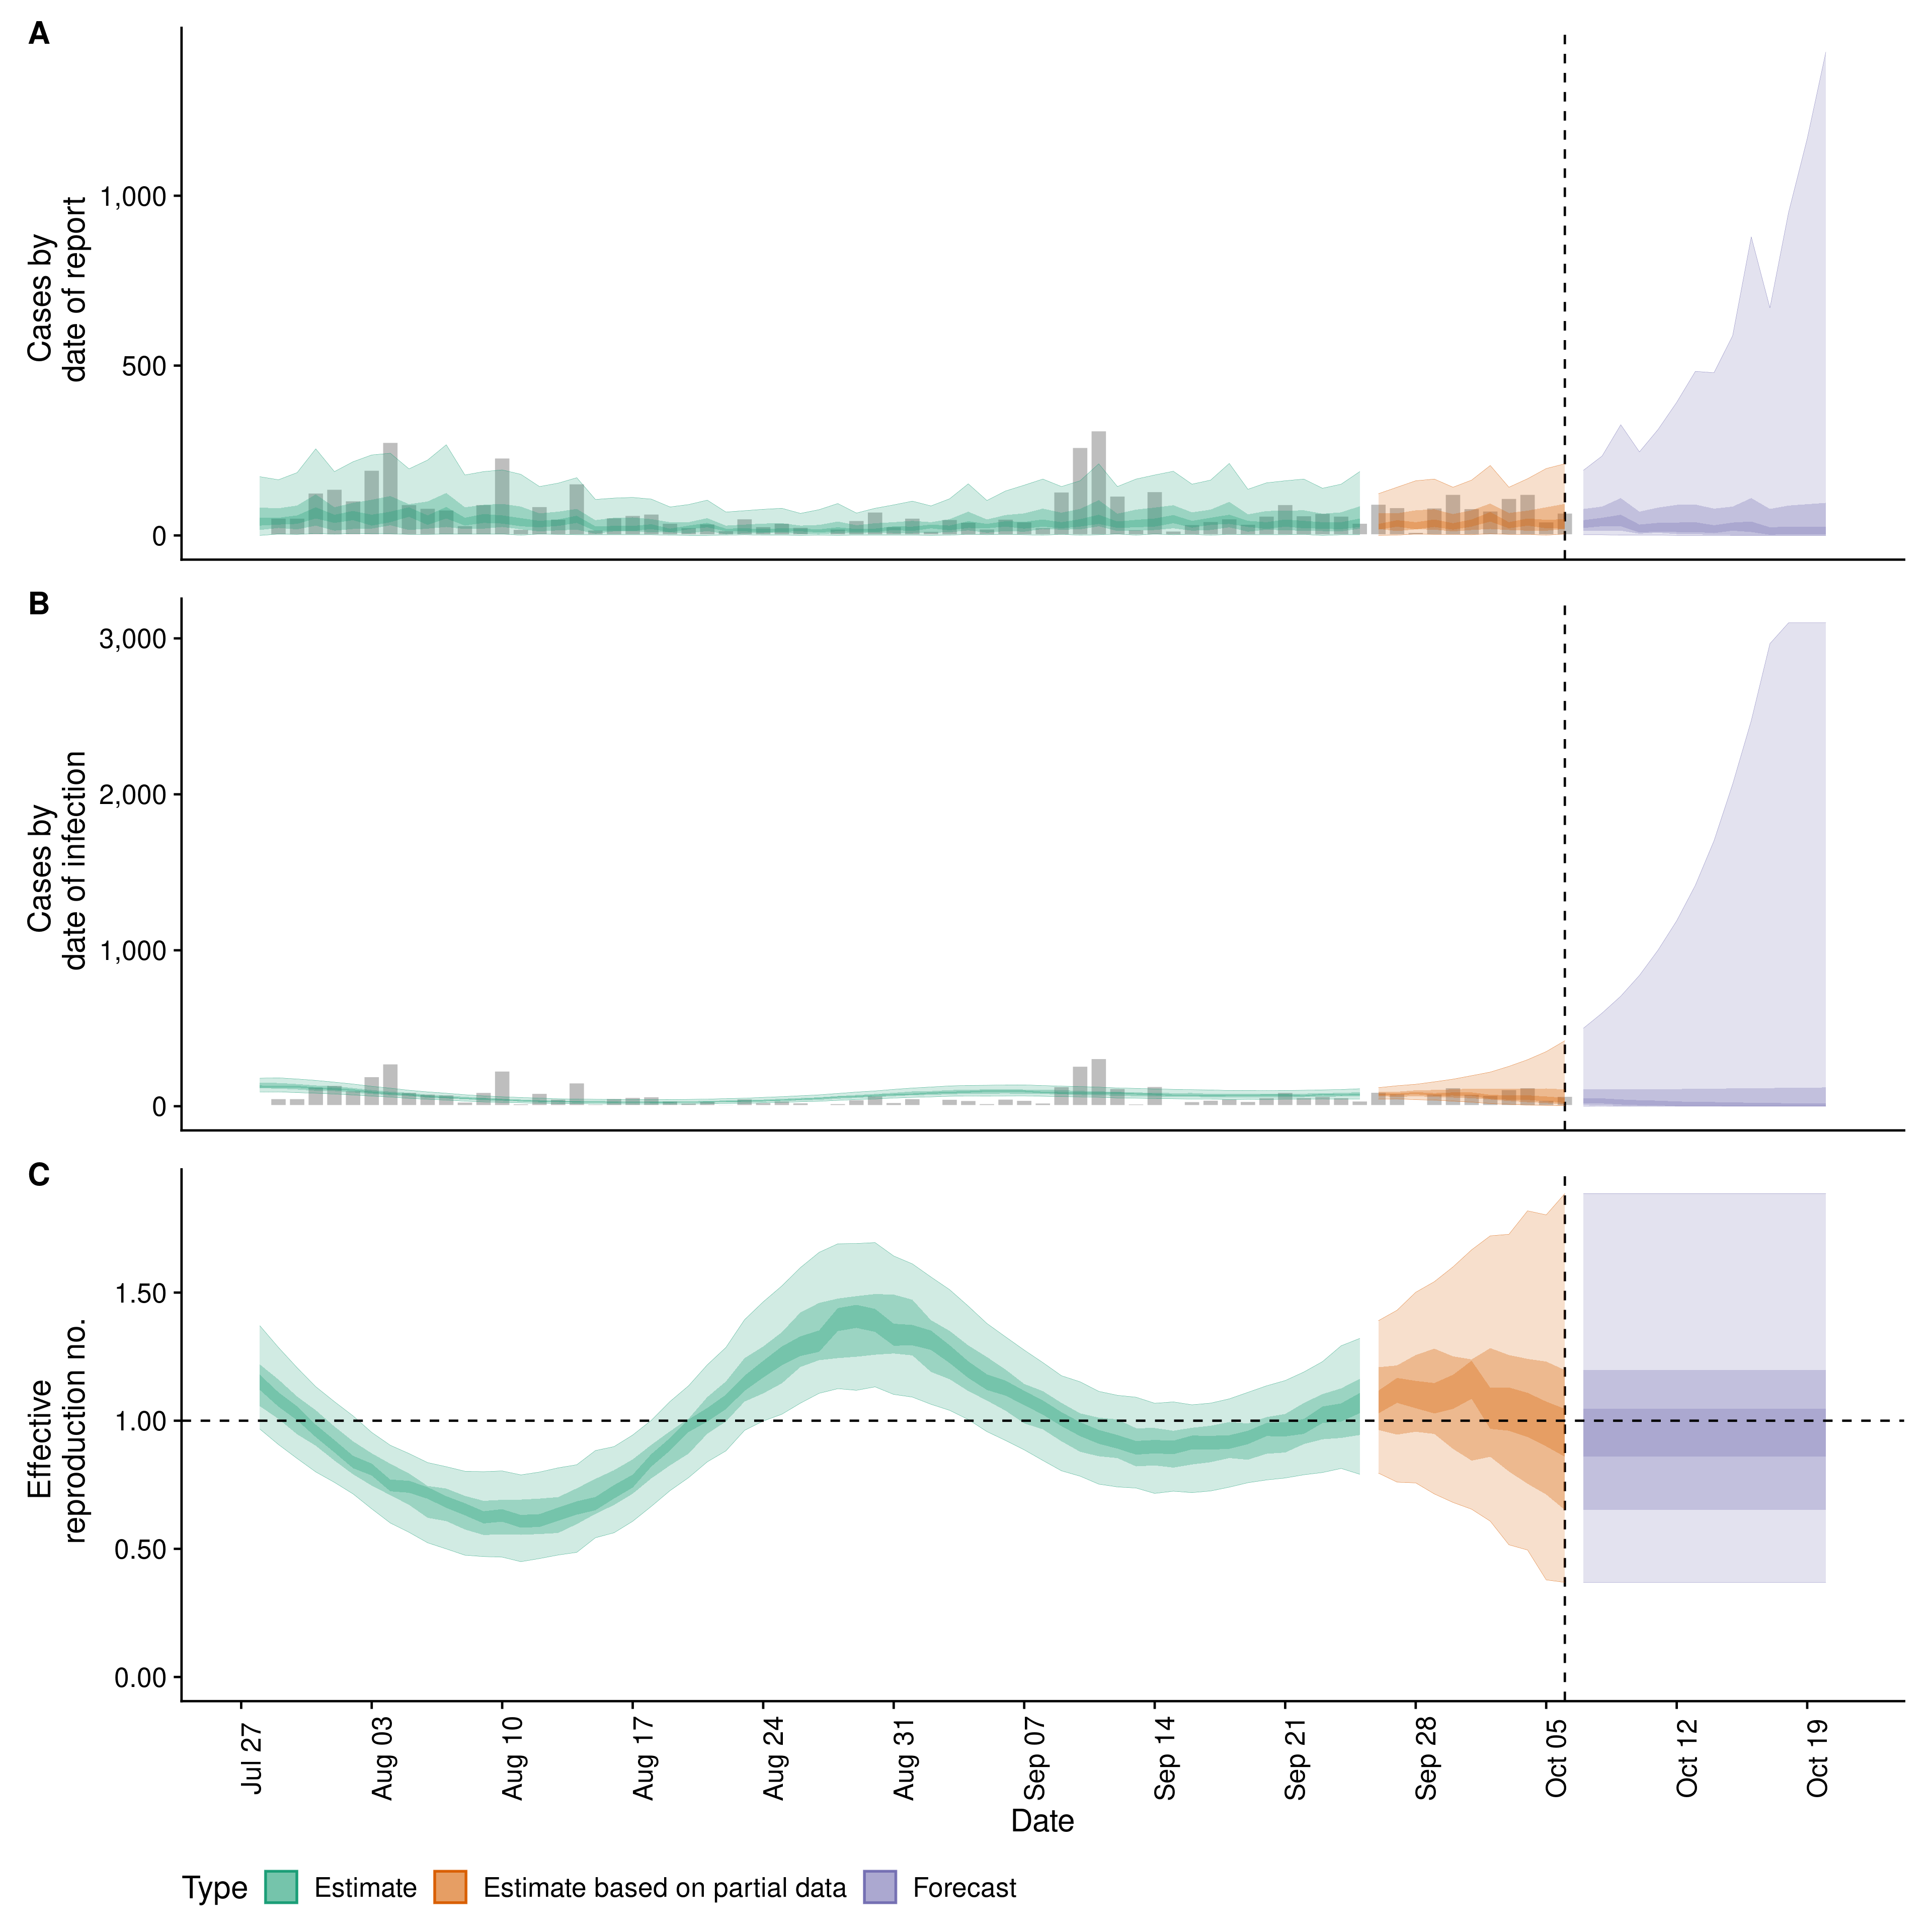 A
Cases by
date of report
1,000
500
0
B
Cases by
date of infection
3,000
2,000
1,000
0
C
Effective
reproduction no.
1.50
1.00
0.50
0.00
Jul 27
Aug 03
Aug 10
Aug 17
Aug 24
Aug 31
Sep 07
Sep 14
Sep 21
Sep 28
Oct 05
Oct 12
Oct 19
Date
Type Estimate Estimate based on partial data Forecast